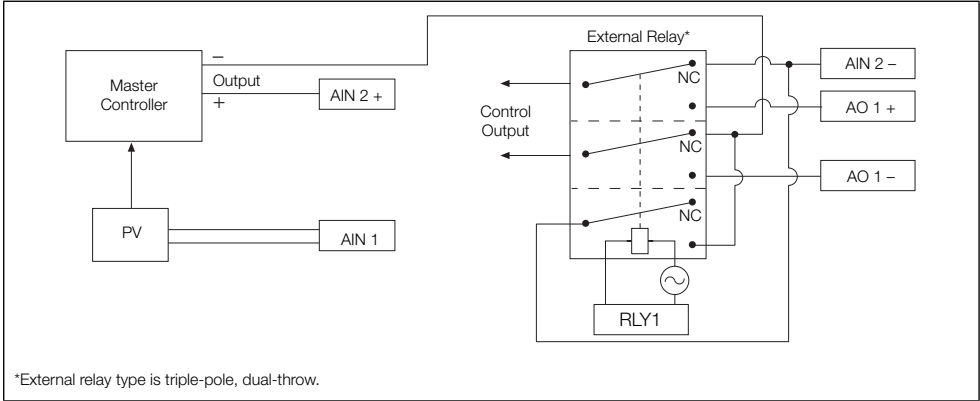 External Relay*
–
Output
+
Master
Controller
AIN 2 +
AIN 2 –
NC
AO 1 +
Control
Output
NC
AO 1 –
PV
AIN 1
NC
RLY1
*External relay type is triple-pole, dual-throw.